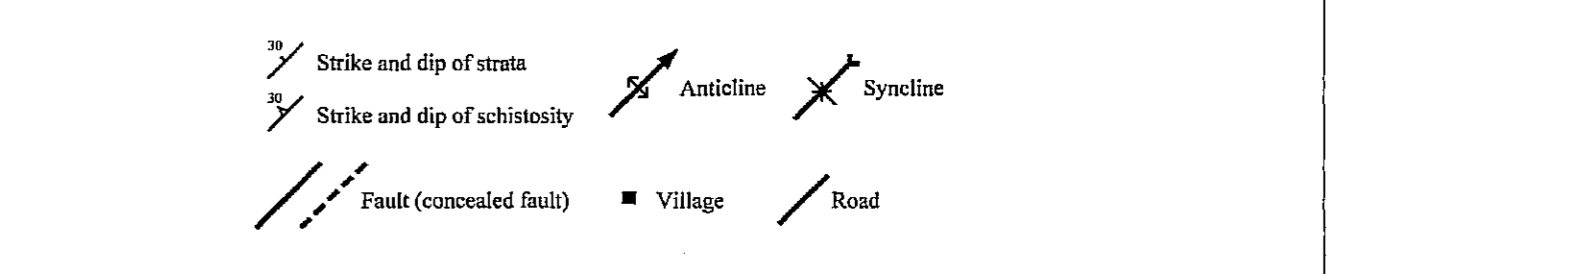 30 Strike and dip of strata
Anticline
Syncline
30 Strike and dip of schistosity
Fault (concealed fault)
Village
Road